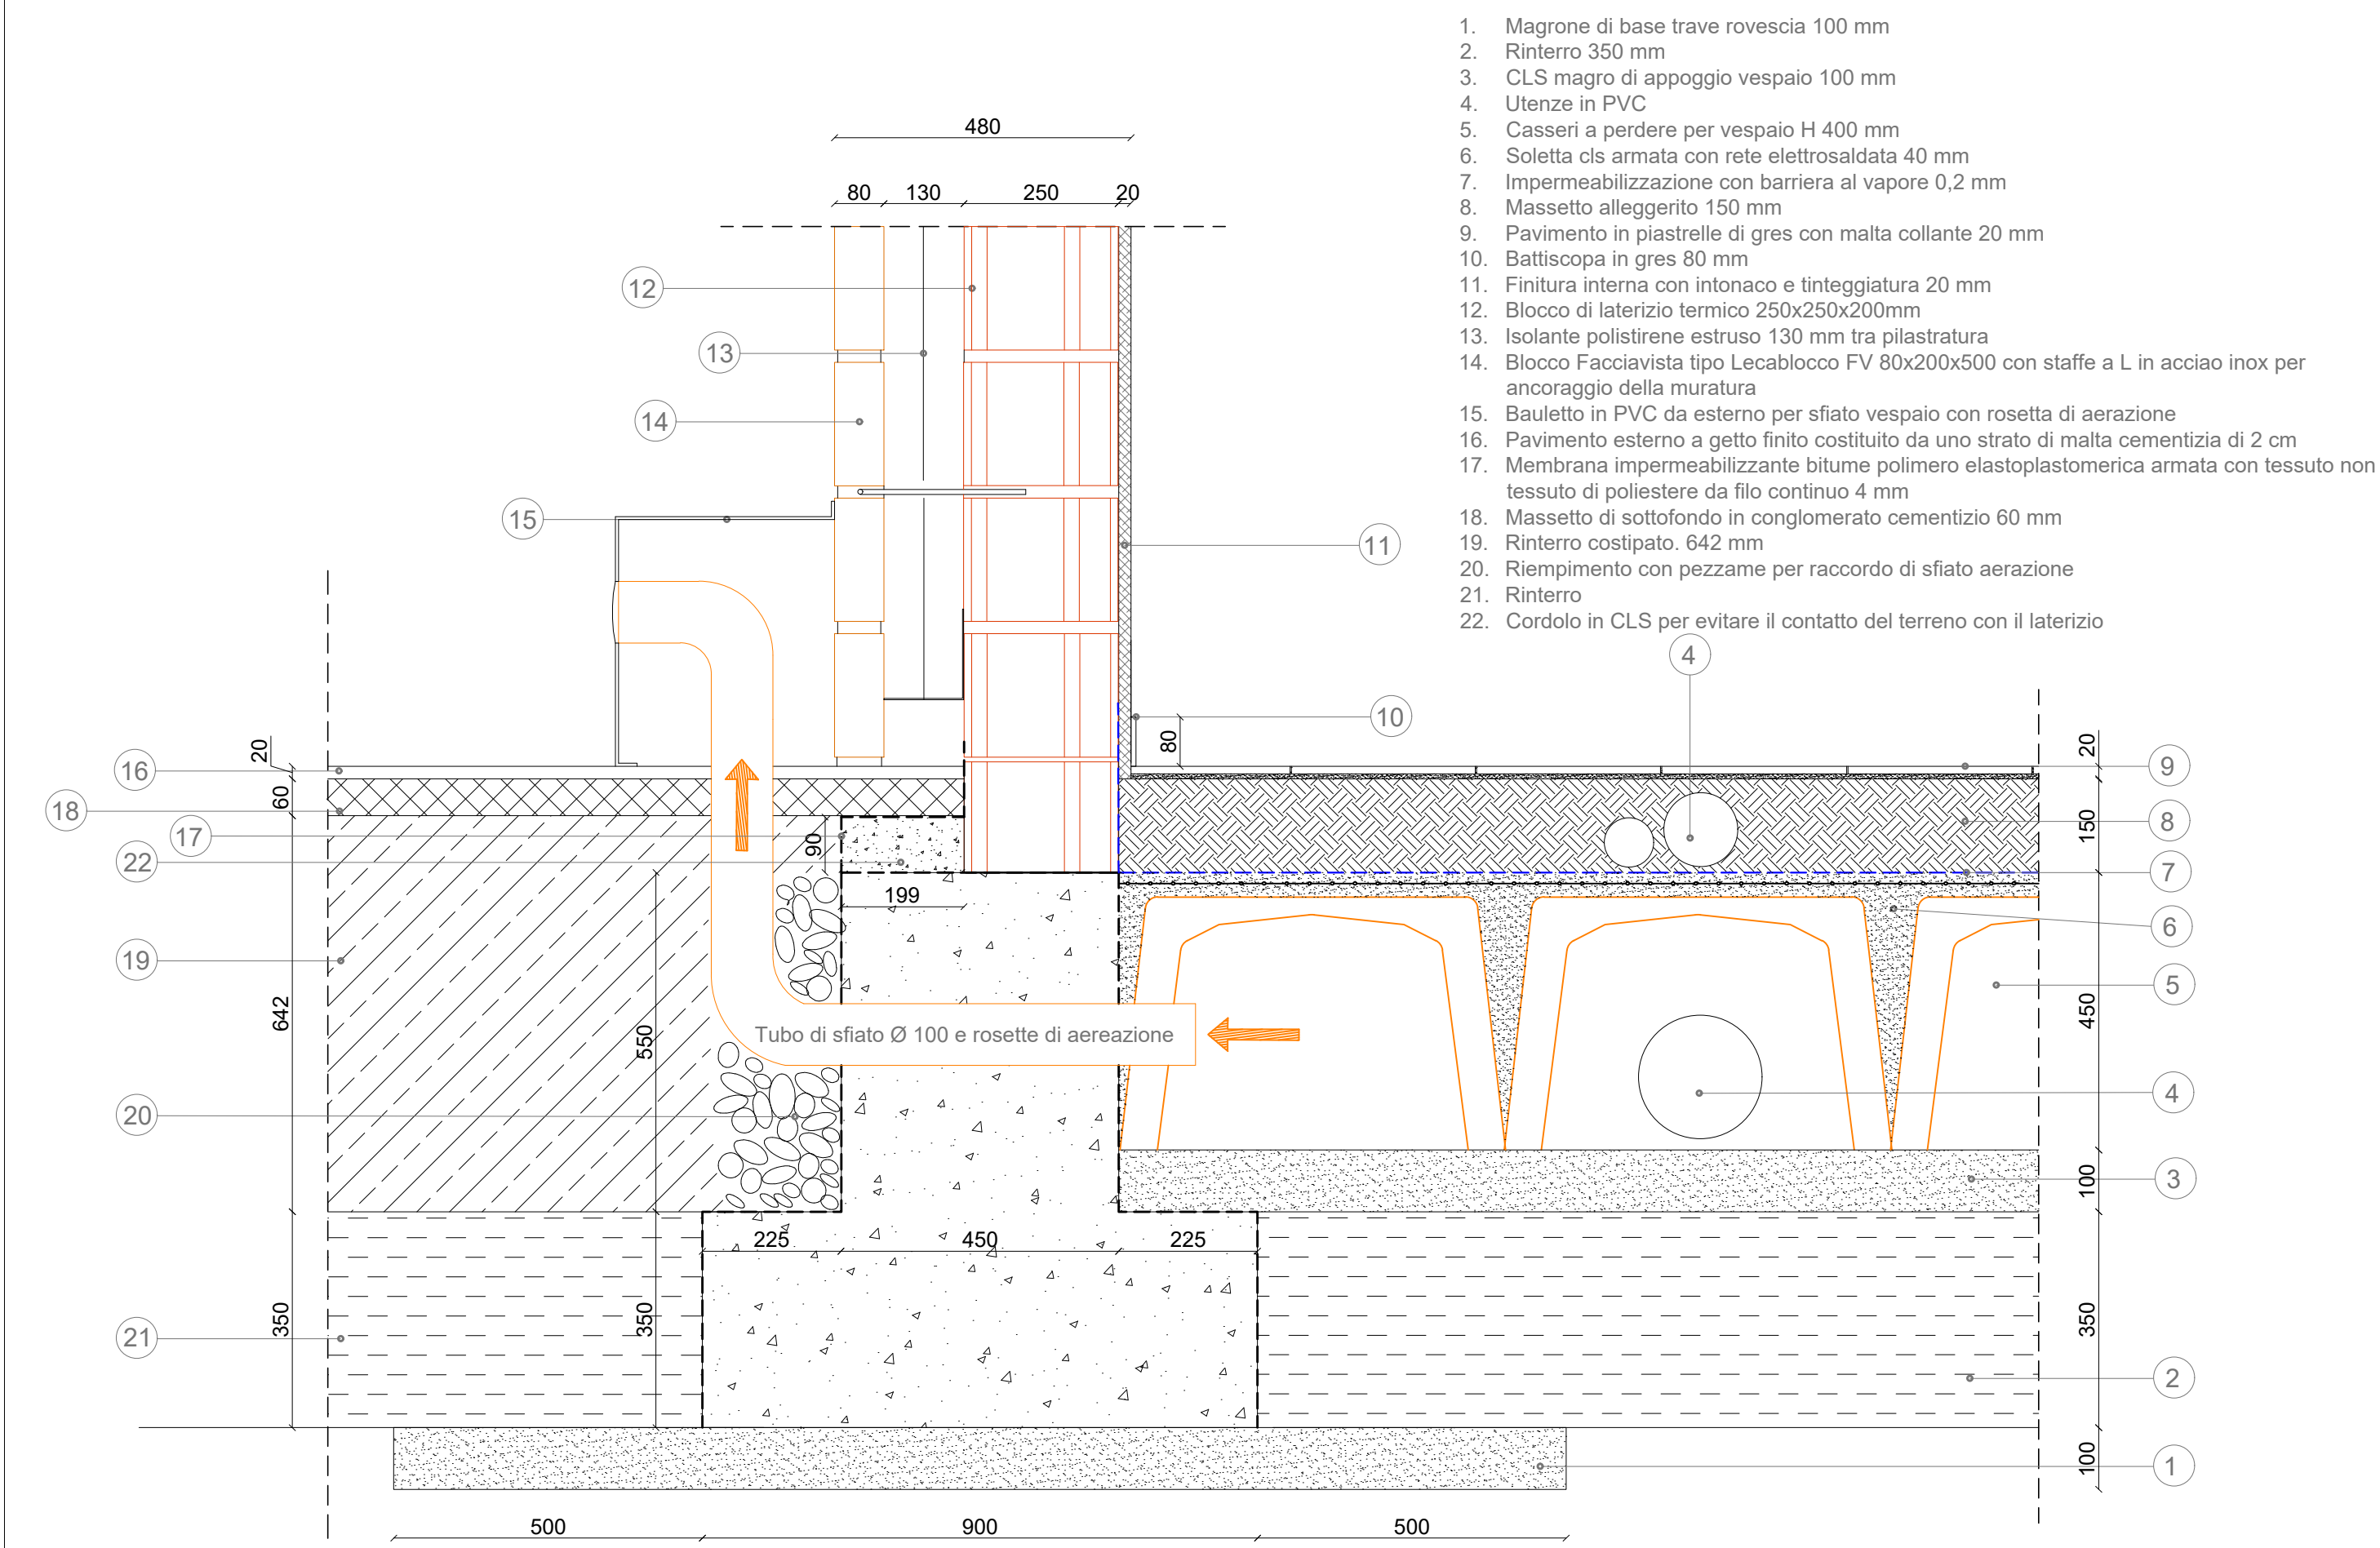 1. Magrone di base trave rovescia 100 mm
2. Rinterro 350 mm
3. CLS magro di appoggio vespaio 100 mm
4. Utenze in PVC
5. Casseri a perdere per vespaio H 400 mm
6. Soletta cls armata con rete elettrosaldata 40 mm
7. Impermeabilizzazione con barriera al vapore 0,2 mm
8. Massetto alleggerito 150 mm
9. Pavimento in piastrelle di gres con malta collante 20 mm
10. Battiscopa in gres 80 mm
11. Finitura interna con intonaco e tinteggiatura 20 mm
12. Blocco di laterizio termico 250x250x200mm
13. Isolante polistirene estruso 130 mm tra pilastratura
14. Blocco Facciavista tipo Lecablocco FV 80x200x500 con staffe a L in acciao inox per
ancoraggio della muratura
15. Bauletto in PVC da esterno per sfiato vespaio con rosetta di aerazione
16. Pavimento esterno a getto finito costituito da uno strato di malta cementizia di 2 cm
17. Membrana impermeabilizzante bitume polimero elastoplastomerica armata con tessuto non
tessuto di poliestere da filo continuo 4 mm
18. Massetto di sottofondo in conglomerato cementizio 60 mm
19. Rinterro costipato. 642 mm
20. Riempimento con pezzame per raccordo di sfiato aerazione
21. Rinterro
22. Cordolo in CLS per evitare il contatto del terreno con il laterizio
480
80 130 250 20
12
13
14
15
11
4
10
80
20
20
16
9
60
18
17
90
22
150
8
7
199
6
19
5
642
550
Tubo di sfiato Ø 100 e rosette di aereazione
450
4
20
100
3
225 450 225
350
350
350
21
2
100
1
500 900 500